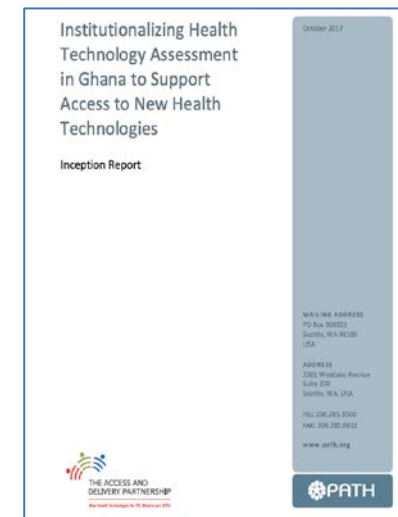 Institutionalizing Health
Technology Assessment
in Ghana to Support
Access to New Health
Technologies
Inception Report
October 2017
MAILING ADDRESS
PO Box 900922
Seattle, WA 98109
USA
ADDRESS
2201 Westlake Avenue
Suite 200
Seattle, WA, USA
TEL: 206.285.3500
FAX: 206.285.6619
www.path.org
THE ACCESS AND
DELIVERY PARTNERSHIP
PATH